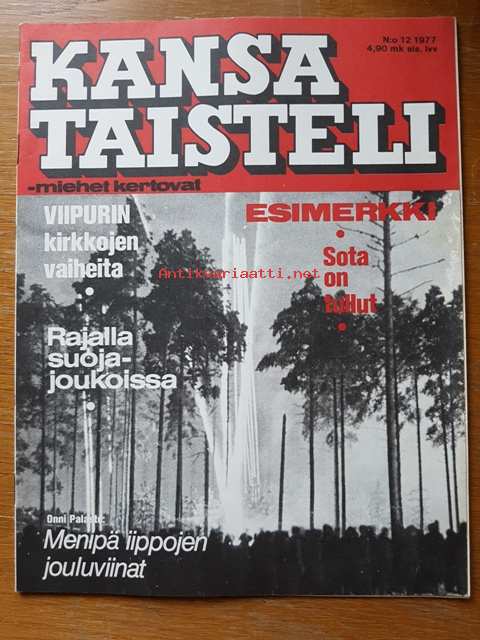 N:o 12 1977
4,90 mk sis. lvv
KANSA
TAISTELI
-miehet kertovat
VIIPURIN
kirkkojen
vaiheita
•
Rajalla
suoja-
joukoissa
•
ESIMERKKI
•
Sota
on
tullut
•
Antikvariaatti.net
Onni Palaste:
Menipä lippojen
jouluviinat